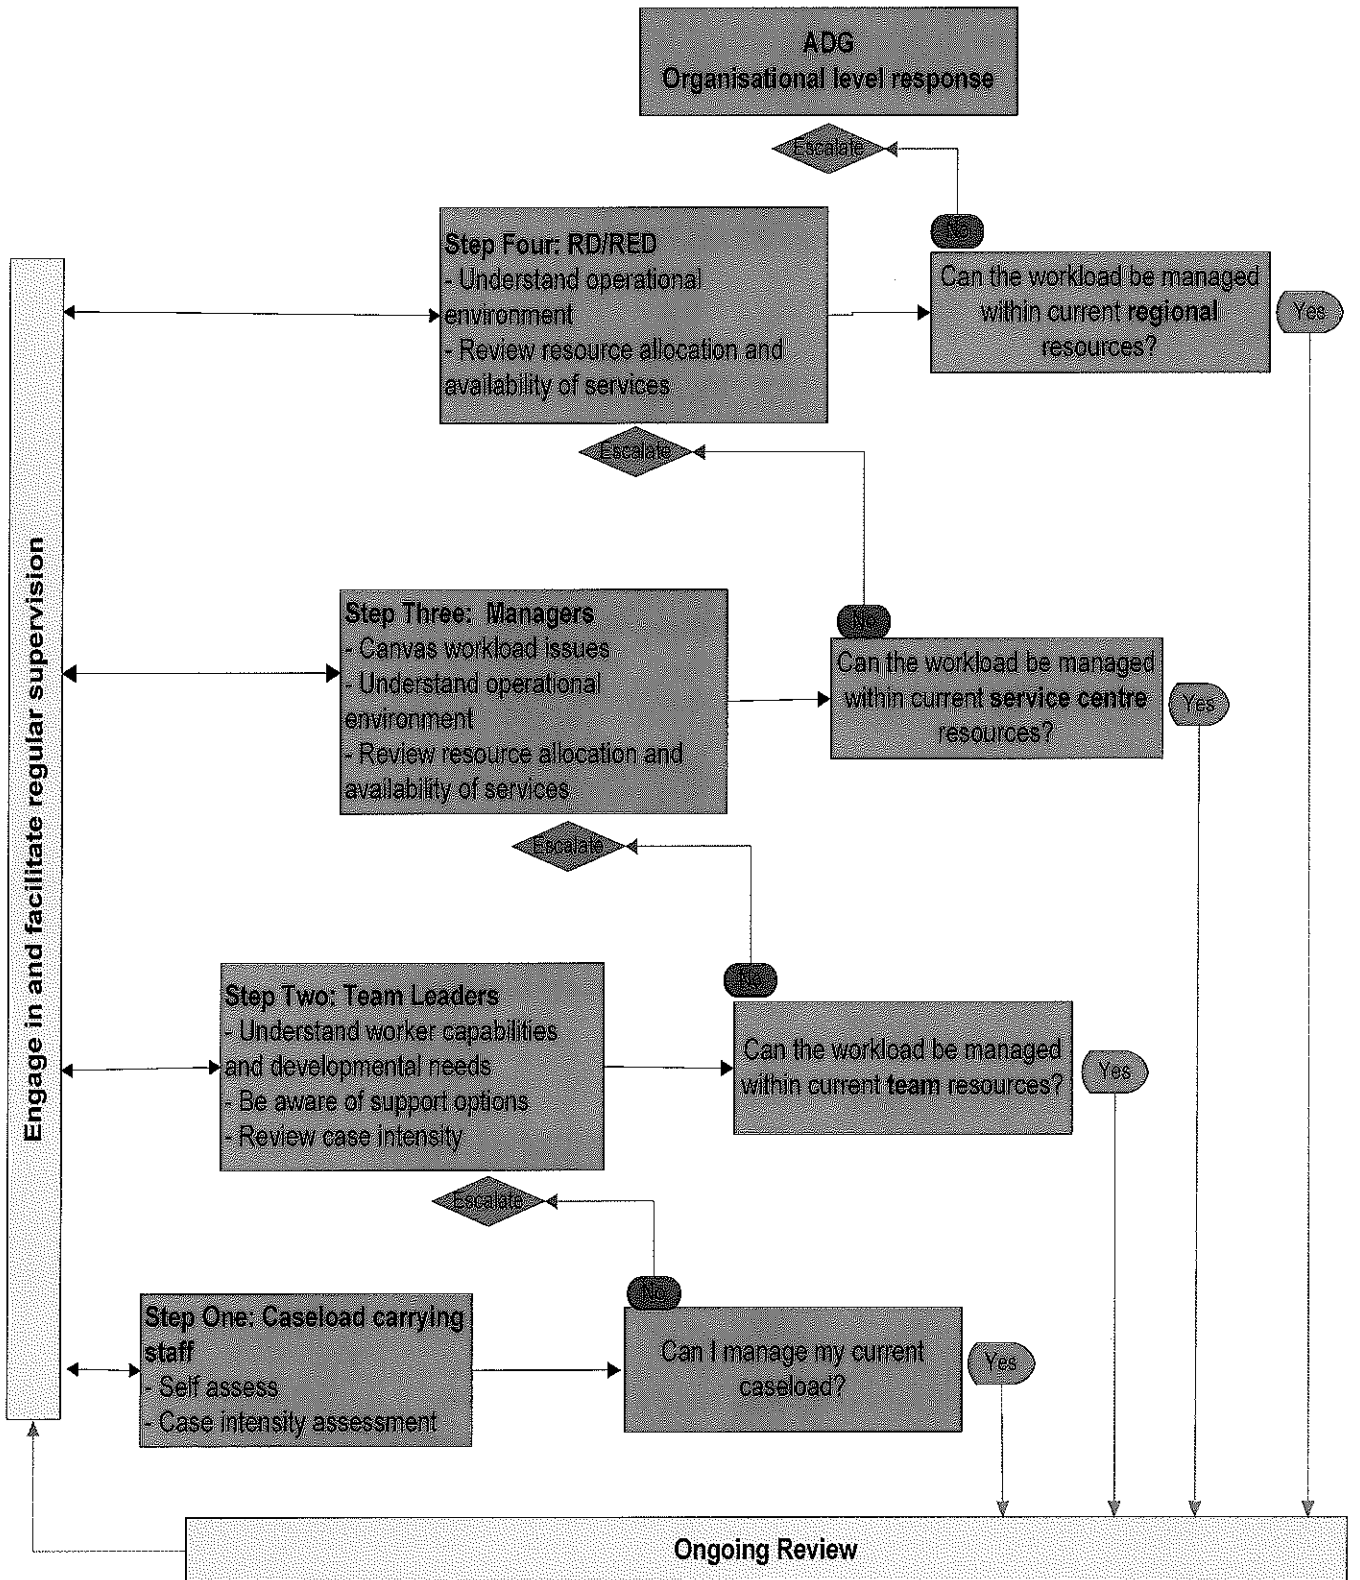 ADG
Organisational level response
Escalate
No
Step Four: RD/RED
- Understand operational
environment
- Review resource allocation and
availability of services
Can the workload be managed
within current regional
resources?
Yes
Escalate
No
Step Three:  Managers
- Canvas workload issues
- Understand operational
environment
- Review resource allocation and
availability of services
Can the workload be managed
within current service centre
resources?
Yes
Escalate
No
Step Two: Team Leaders
- Understand worker capabilities
and developmental needs
- Be aware of support options
- Review case intensity
Can the workload be managed
within current team resources?
Yes
Escalate
No
Step One: Caseload carrying
staff
- Self assess
- Case intensity assessment
Can I manage my current
caseload?
Yes
Engage in and facilitate regular supervision
Ongoing Review